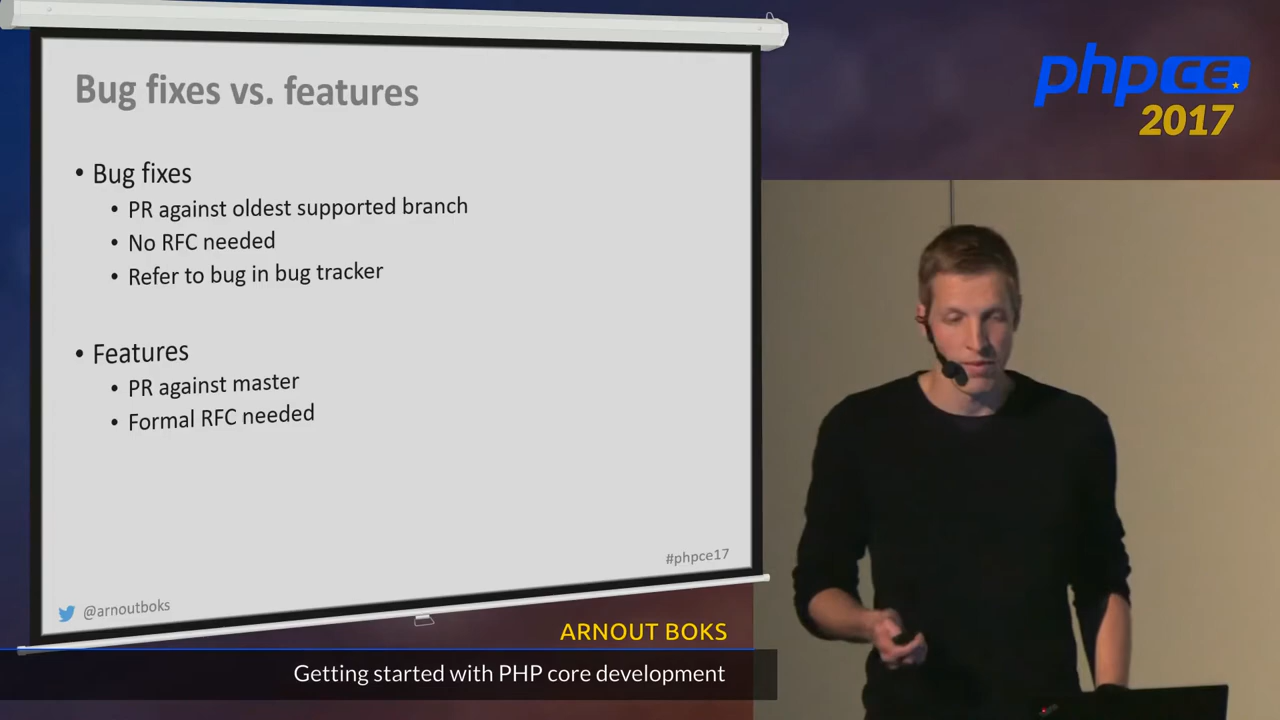 Bug fixes vs. features
• Bug fixes
• PR against oldest supported branch
• No RFC needed
• Refer to bug in bug tracker
• Features
• PR against master
• Formal RFC needed
#phpce17
@arnoutboks
phpce
2017
ARNOUT BOKS
Getting started with PHP core development